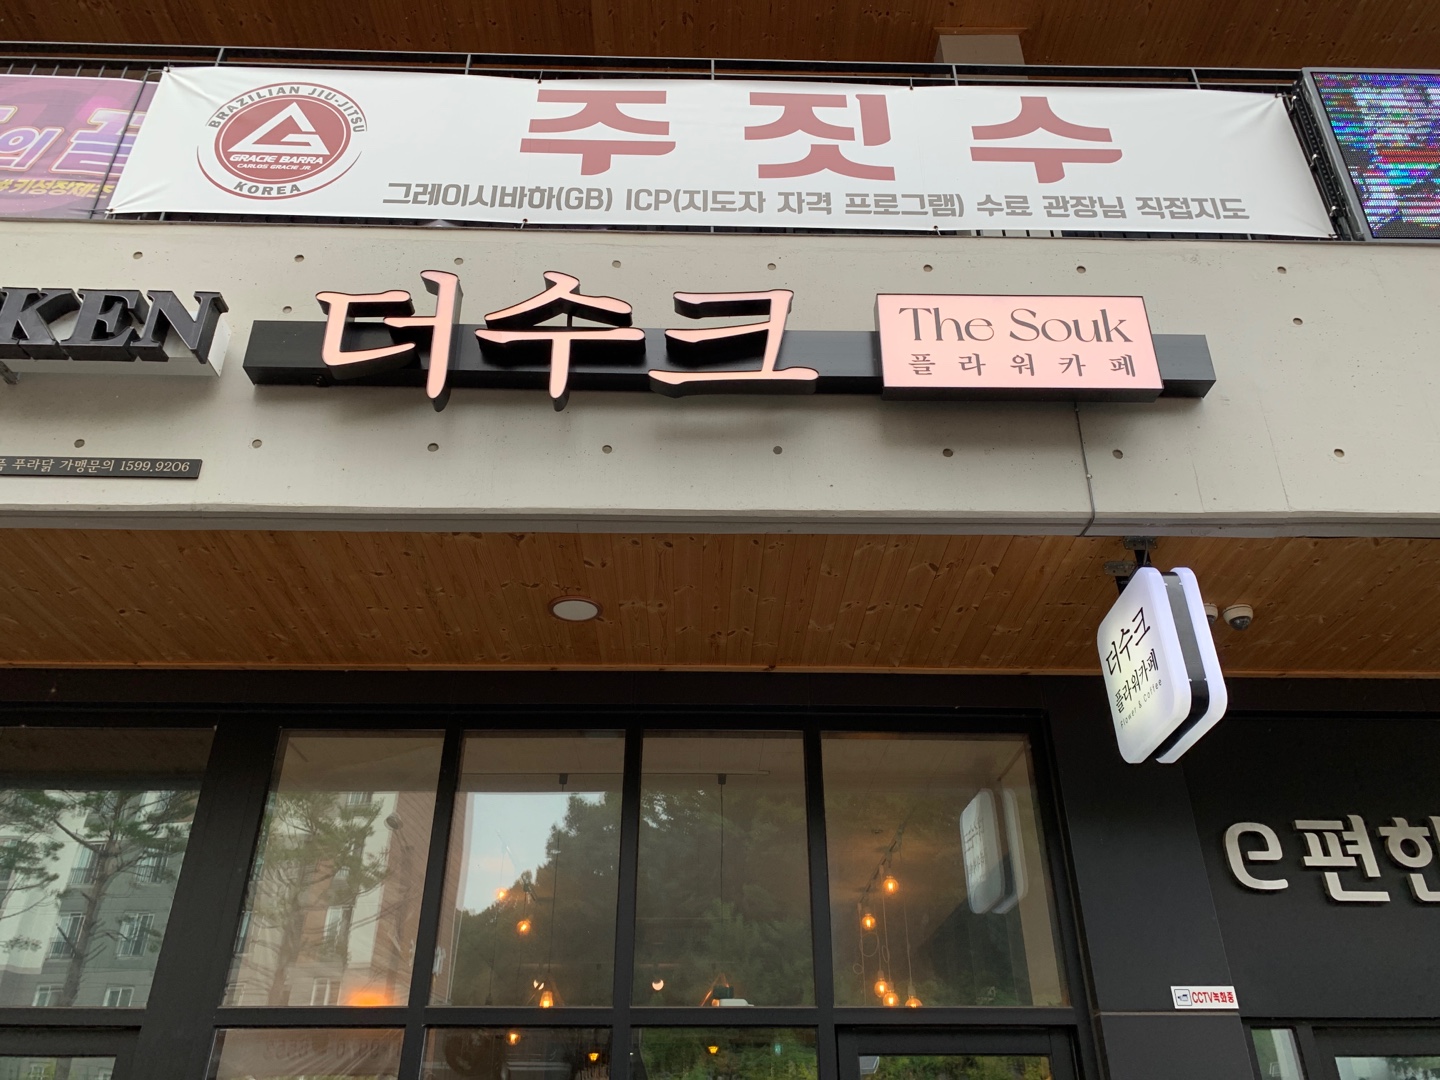 BRAZILIAN JIU-JITSU
GRACIE BARRA
CARLOS GRACIE JR.
KOREA
주짓수
그레이시바하(GB) ICP(지도자 자격 프로그램) 수료 관장님 직접지도
KEN
더수크
The Souk
플라워카페
푸라닭 가맹문의 1599.9206
더수크
플라워카페
Flower & Coffee
e편한
CCTV녹화중